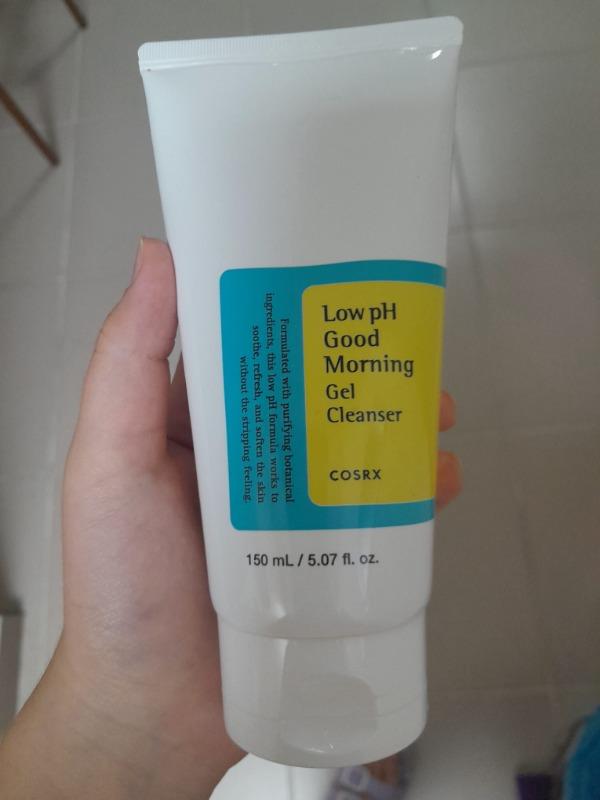 Low pH
Good
Morning
Gel
Cleanser
COSRX
Formulated with purifying botanical
ingredients, this low pH formula works to
soothe, refresh, and soften the skin
without the stripping feeling.
150 mL / 5.07 fl. oz.